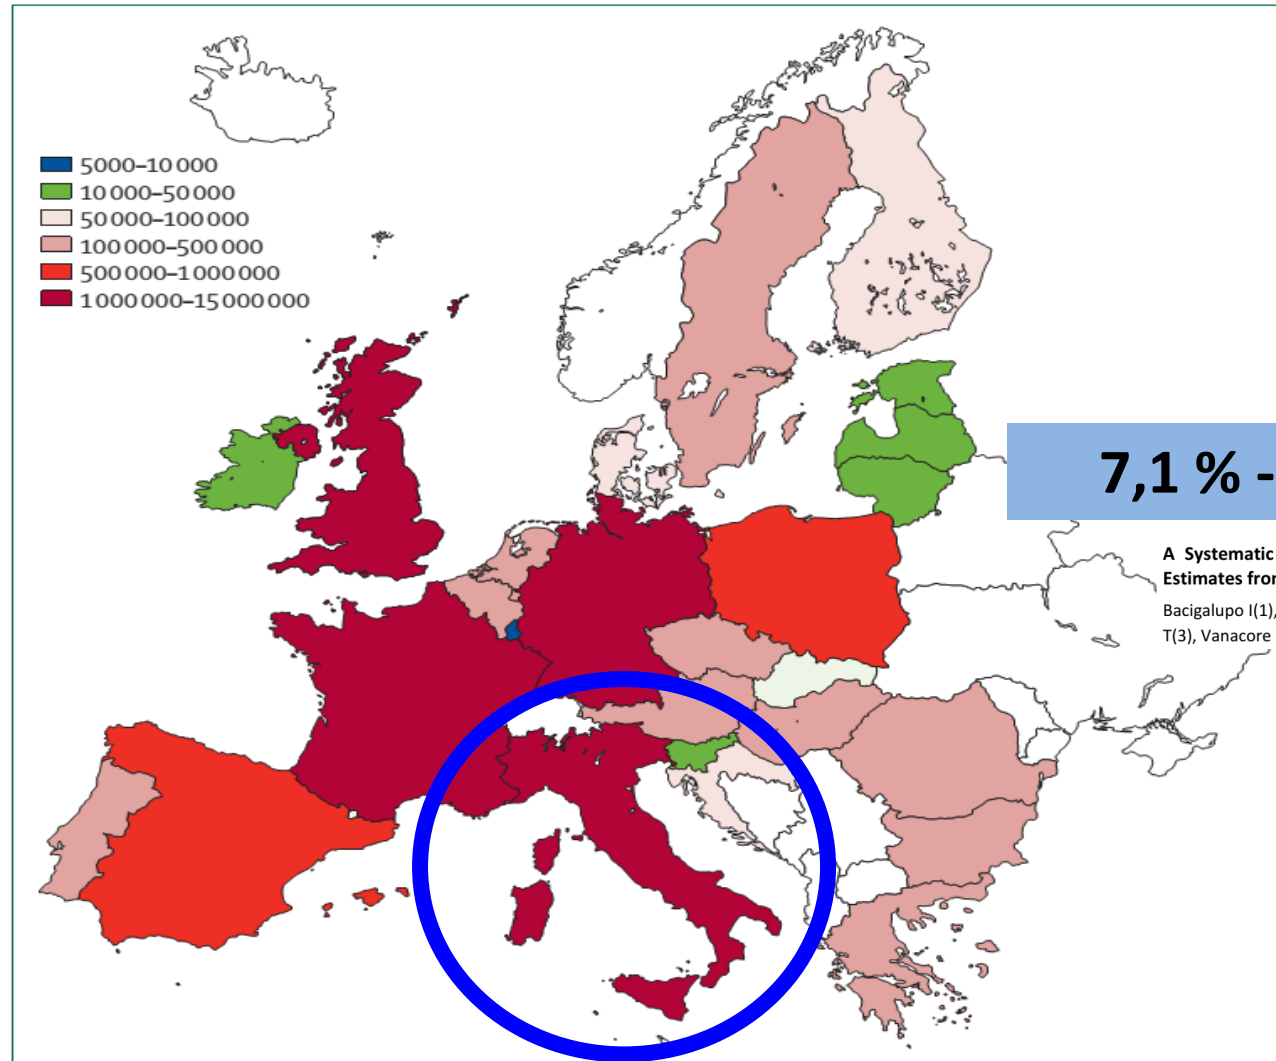 5000–10 000
10 000–50 000
50 000–100 000
100 000–500 000
500 000–1 000 000
1 000 000–15 000 000
7,1 % -
A Systematic
Estimates from
Bacigalupo I(1),
T(3), Vanacore